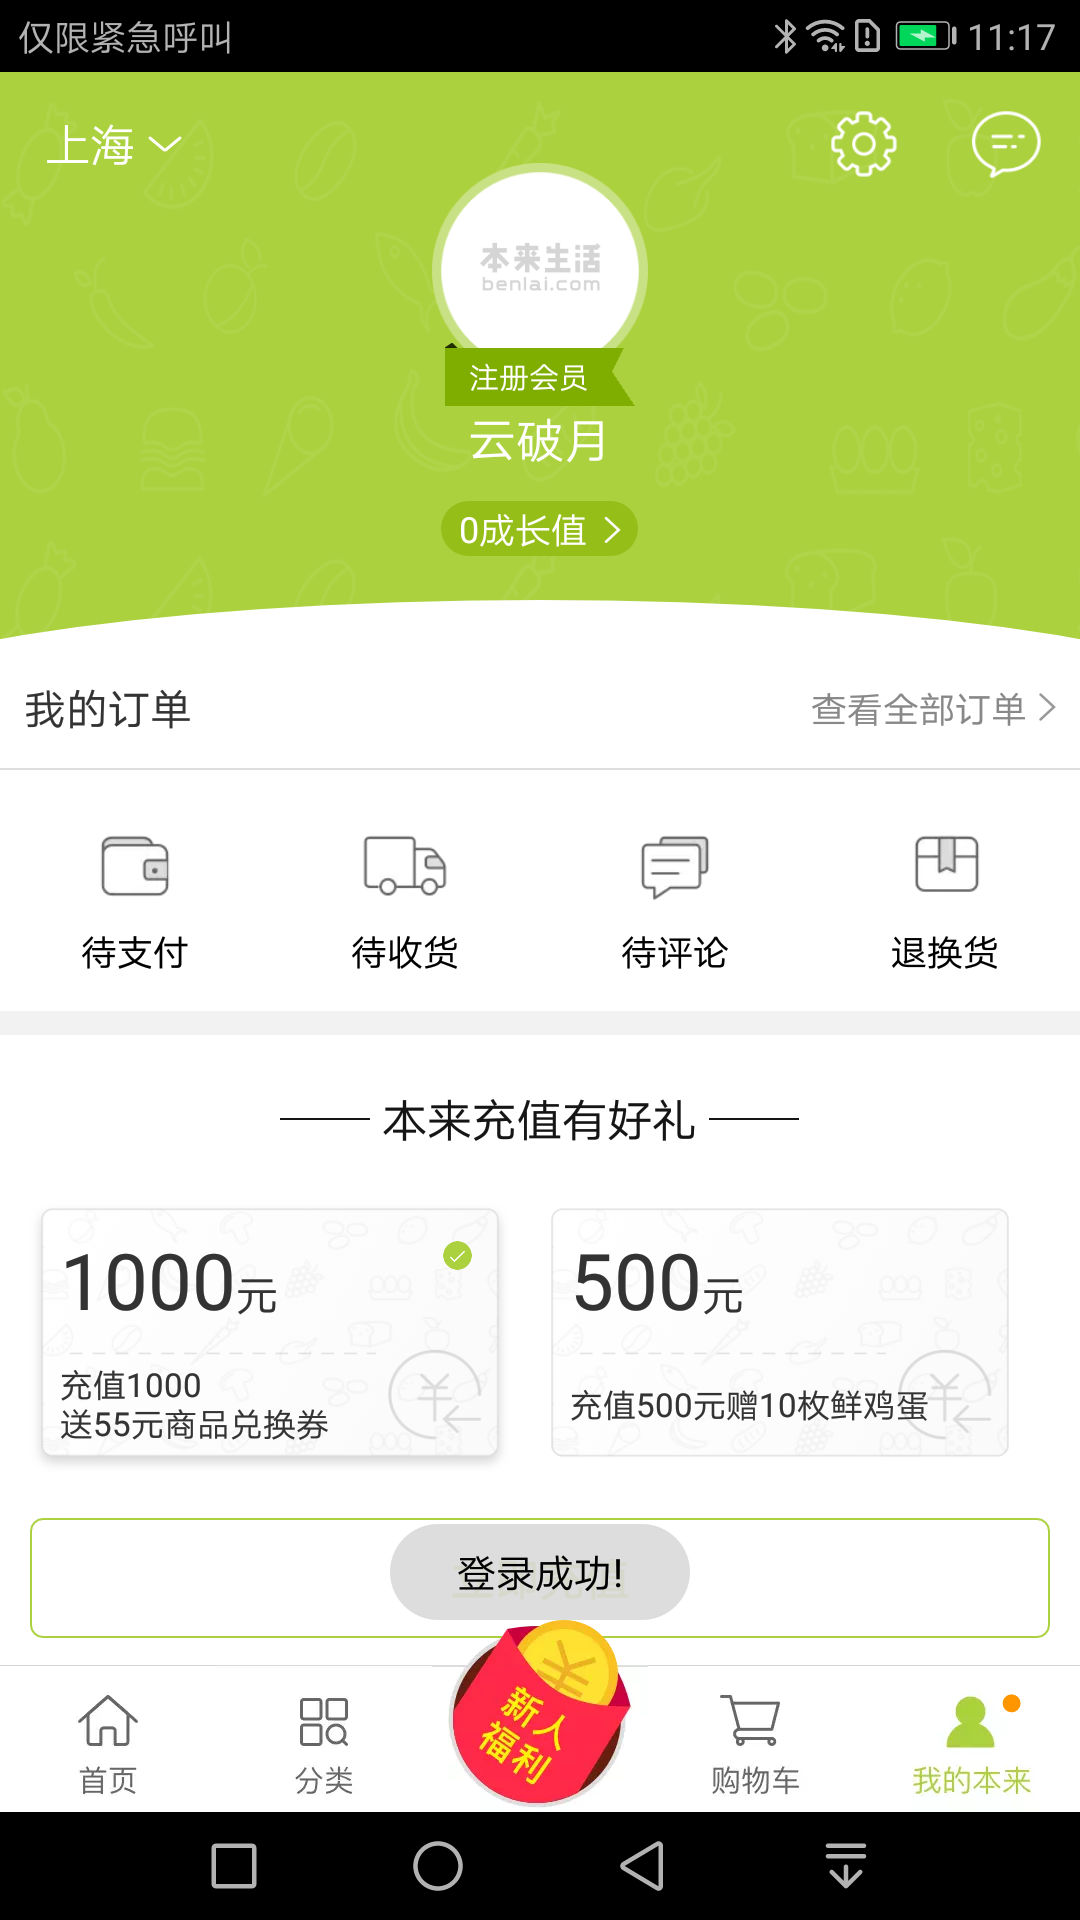 仅限紧急呼叫
11:17
上海
本来生活
benlai.com
注册会员
云破月
0成长值
我的订单
查看全部订单
待支付
待收货
待评论
退换货
本来充值有好礼
1000元
充值1000
送55元商品兑换券
500元
充值500元赠10枚鲜鸡蛋
登录成功!
新人
福利
首页
分类
购物车
我的本来